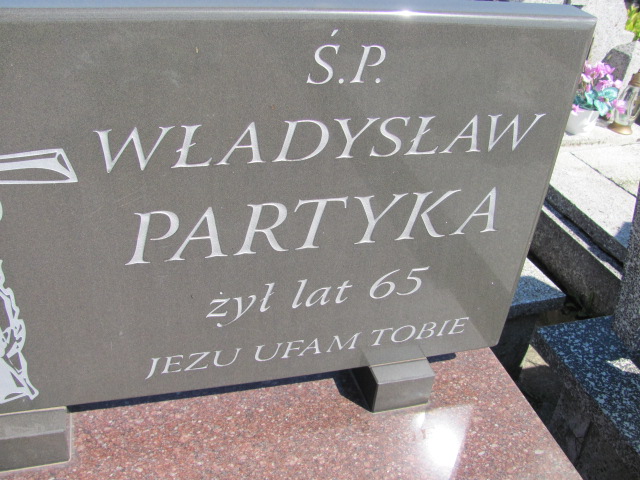 Ś.P.
WŁADYSŁAW
PARTYKA
żył lat 65
JEZU UFAM TOBIE